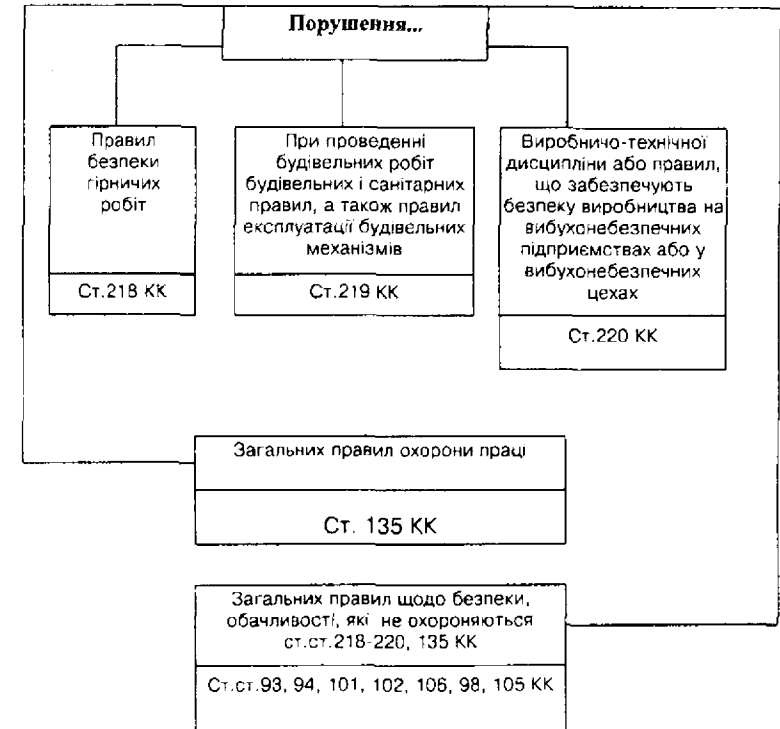 Порушення...
Правил
безпеки
гірничих
робіт
Ст.218 КК
При проведенні
будівельних робіт
будівельних і санітарних
правил, а також правил
експлуатації будівельних
механізмів
Ст.219 КК
Виробничо-технічної
дисципліни або правил,
що забезпечують
безпеку виробництва на
вибухонебезпечних
підприємствах або у
вибухонебезпечних
цехах
Ст.220 КК
Загальних правил охорони праці
Ст. 135 КК
Загальних правил щодо безпеки,
обачливості, які не охороняються
ст.ст.218-220, 135 КК
Ст.ст.93, 94, 101, 102, 106, 98, 105 КК